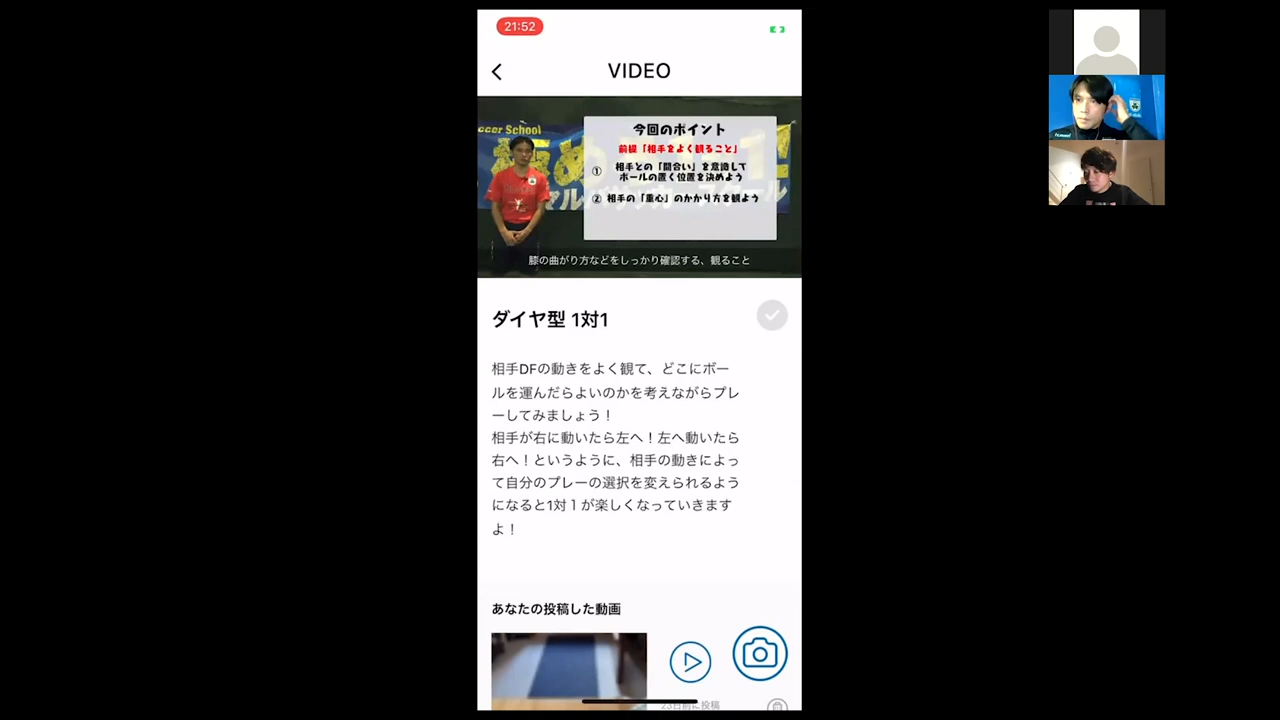 21:52
VIDEO
ccer School
今回のポイント
前提「相手をよく観ること」
① 相手との「間合い」を意識して
ボールの置く位置を決めよう
② 相手の「重心」のかかり方を観よう
膝の曲がり方などをしっかり確認する、観ること
ダイヤ型 1対1
相手DFの動きをよく観て、どこにボー
ルを運んだらよいのかを考えながらプレ
ーしてみましょう！
相手が右に動いたら左へ！左へ動いたら
右へ！というように、相手の動きによっ
て自分のプレーの選択を変えられるよう
になると1対１が楽しくなっていきます
よ！
あなたの投稿した動画
23日前に投稿